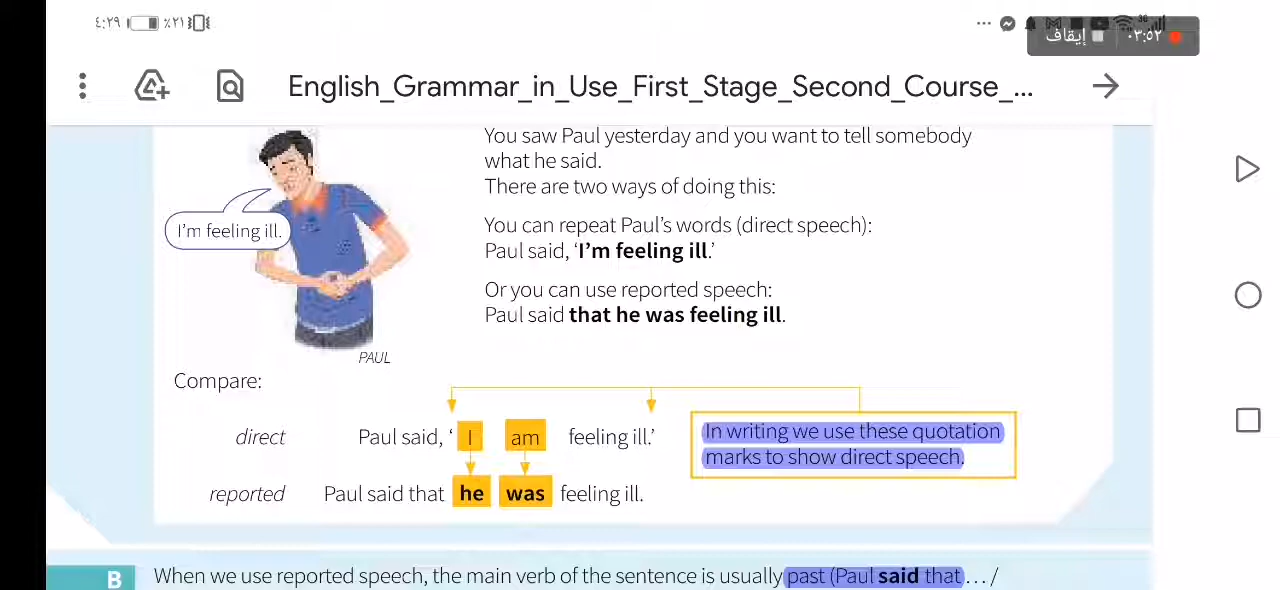 ٤:٢٩ ٪٢١
إيقاف ٠٣:٥٢
English_Grammar_in_Use_First_Stage_Second_Course_...
You saw Paul yesterday and you want to tell somebody
what he said.
There are two ways of doing this:
I'm feeling ill.
You can repeat Paul's words (direct speech):
Paul said, ‘I'm feeling ill.’
Or you can use reported speech:
Paul said that he was feeling ill.
PAUL
Compare:
direct Paul said, ‘ I am feeling ill.’
In writing we use these quotation
marks to show direct speech.
reported Paul said that he was feeling ill.
B When we use reported speech, the main verb of the sentence is usually past (Paul said that … /